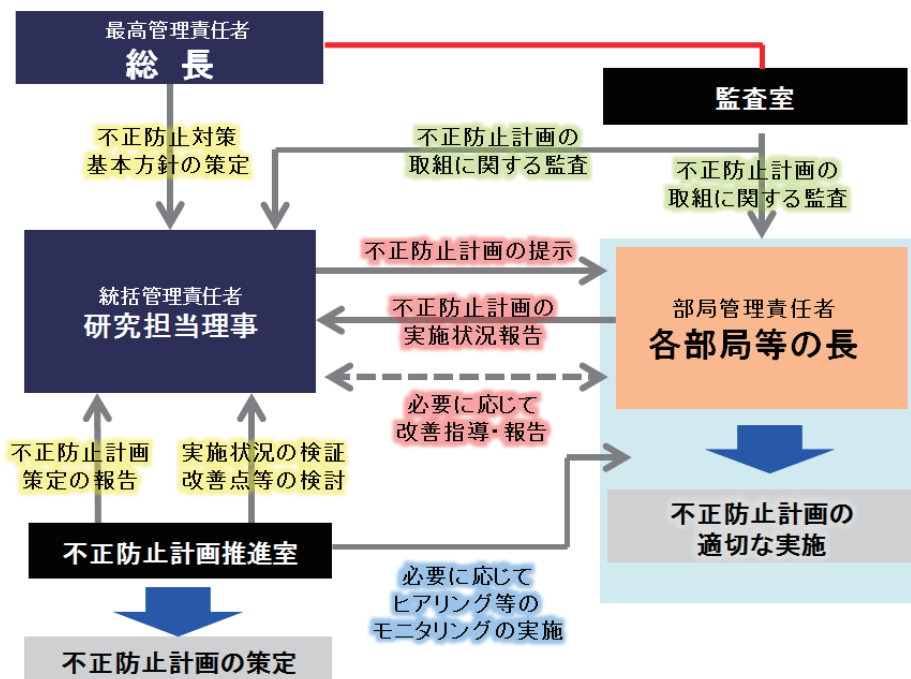 最高管理責任者
総 長
監査室
不正防止対策
基本方針の策定
不正防止計画の
取組に関する監査
不正防止計画の
取組に関する監査
不正防止計画の提示
統括管理責任者
研究担当理事
不正防止計画の
実施状況報告
部局管理責任者
各部局等の長
必要に応じて
改善指導・報告
不正防止計画
策定の報告
実施状況の検証
改善点等の検討
不正防止計画の
適切な実施
不正防止計画推進室
必要に応じて
ヒアリング等の
モニタリングの実施
不正防止計画の策定